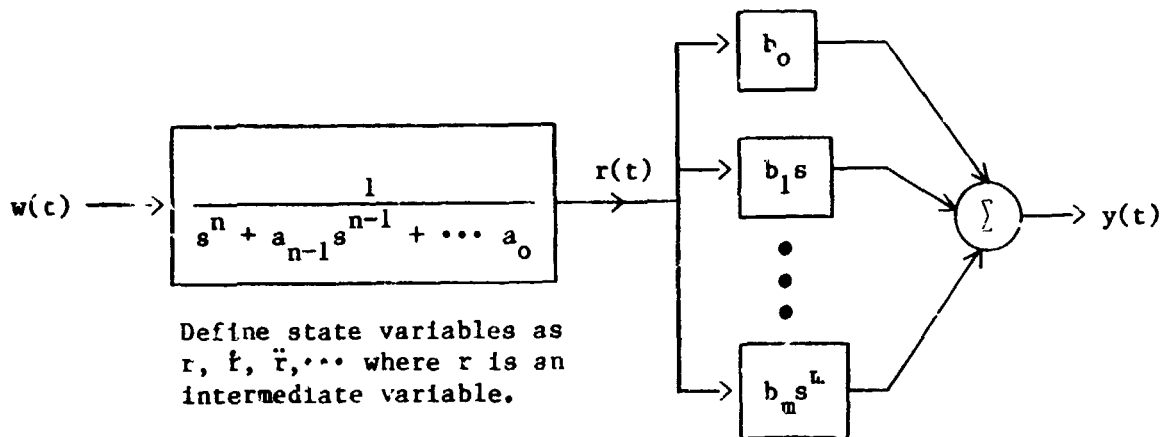 b_o
w(t)
1
s^n + a_{n-1}s^{n-1} + ··· a_o
r(t)
b_1s
Σ
y(t)
Define state variables as
r, ṙ, r̈,··· where r is an
intermediate variable.
b_ms^m